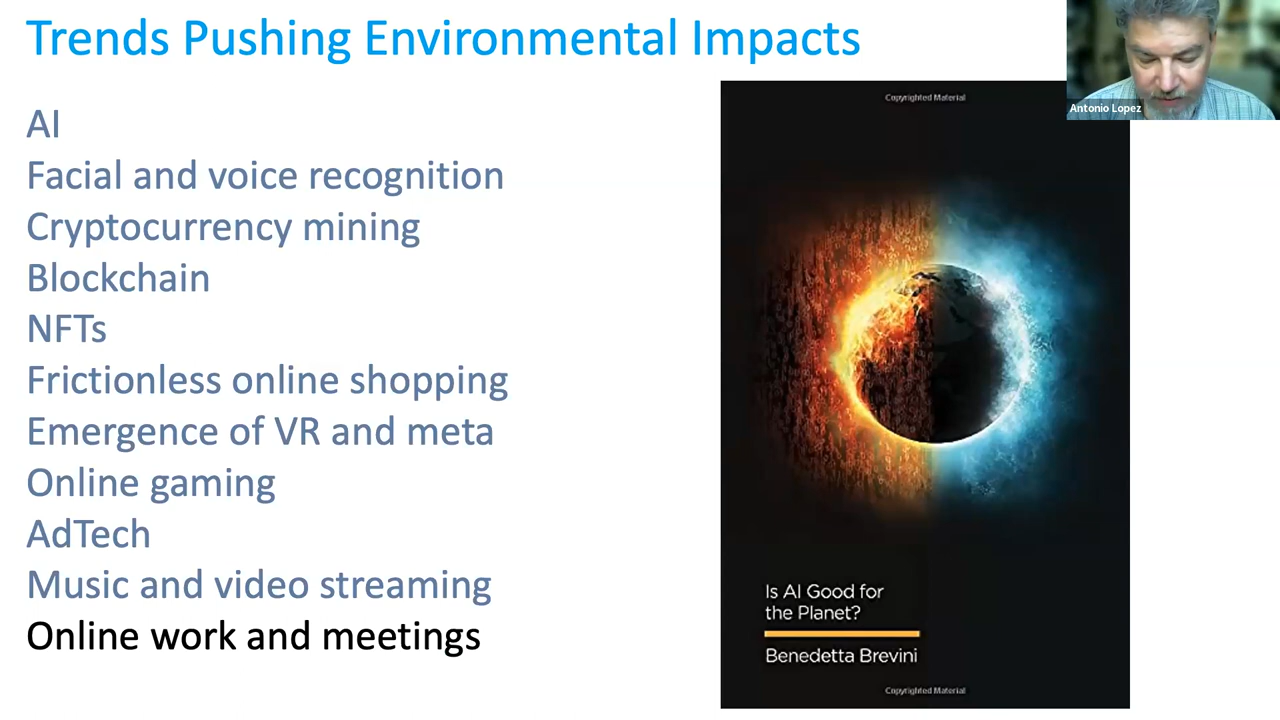 Trends Pushing Environmental Impacts
AI
Facial and voice recognition
Cryptocurrency mining
Blockchain
NFTs
Frictionless online shopping
Emergence of VR and meta
Online gaming
AdTech
Music and video streaming
Online work and meetings
Copyrighted Material
Is AI Good for
the Planet?
Benedetta Brevini
Copyrighted Material
Antonio Lopez